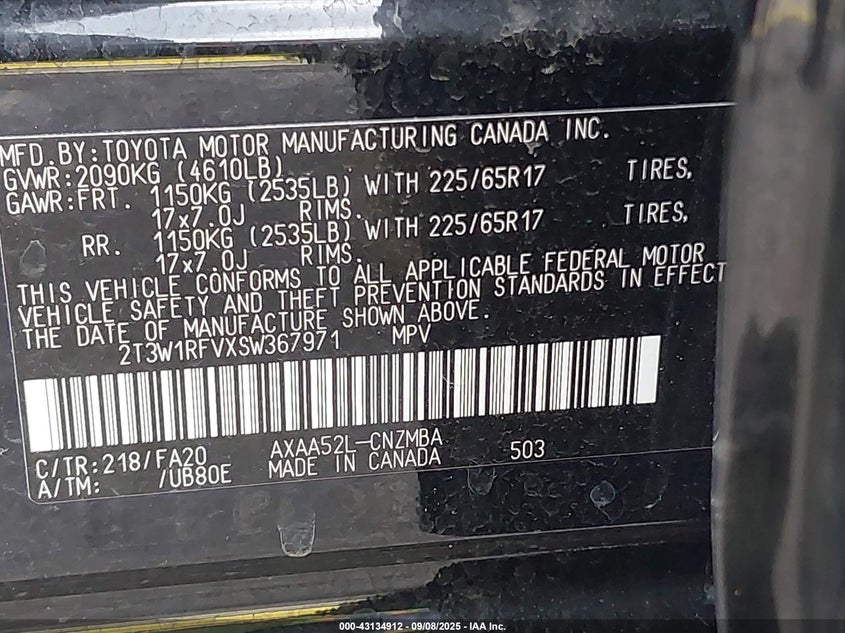 MFD. BY: TOYOTA MOTOR MANUFACTURING CANADA INC.
GVWR: 2090KG (4610LB)
GAWR: FRT. 1150KG (2535LB) WITH 225/65R17 TIRES,
17x7.0J RIMS.
RR. 1150KG (2535LB) WITH 225/65R17 TIRES,
17x7.0J RIMS.
THIS VEHICLE CONFORMS TO ALL APPLICABLE FEDERAL MOTOR
VEHICLE SAFETY AND THEFT PREVENTION STANDARDS IN EFFECT
THE DATE OF MANUFACTURE SHOWN ABOVE.
2T3W1RFVXSW367971 MPV
C/TR: 218/FA20 AXAA52L-CNZMBA 503
A/TM: /UB80E MADE IN CANADA
000-43134912 - 09/08/2025 - IAA Inc.